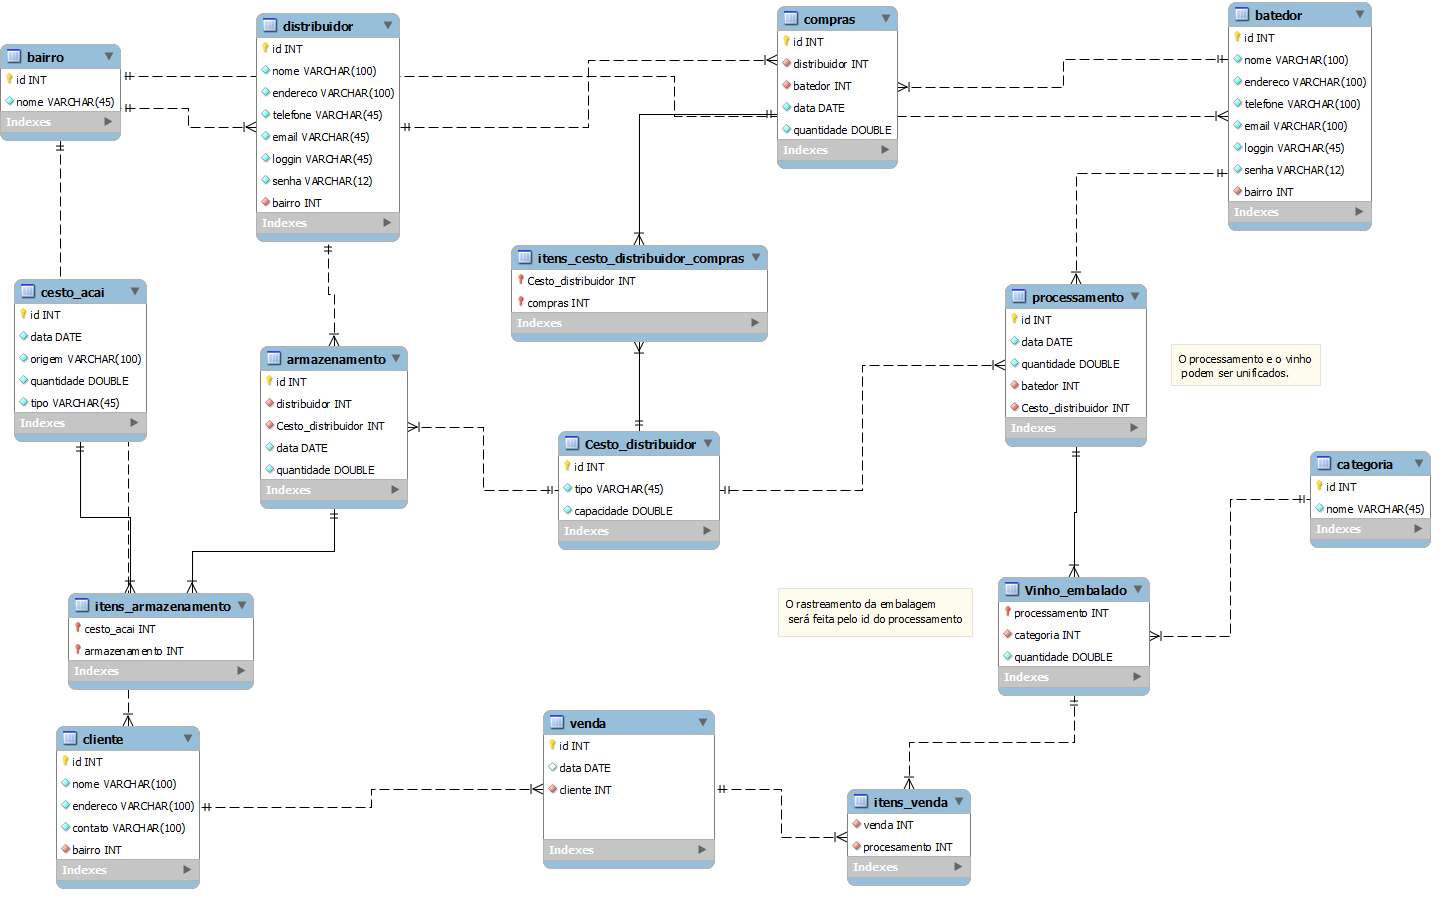 bairro
id INT
nome VARCHAR(45)
Indexes
distribuidor
id INT
nome VARCHAR(100)
endereco VARCHAR(100)
telefone VARCHAR(45)
email VARCHAR(45)
loggin VARCHAR(45)
senha VARCHAR(12)
bairro INT
Indexes
compras
id INT
distribuidor INT
batedor INT
data DATE
quantidade DOUBLE
Indexes
batedor
id INT
nome VARCHAR(100)
endereco VARCHAR(100)
telefone VARCHAR(100)
email VARCHAR(100)
loggin VARCHAR(45)
senha VARCHAR(12)
bairro INT
Indexes
cesto_acai
id INT
data DATE
origem VARCHAR(100)
quantidade DOUBLE
tipo VARCHAR(45)
Indexes
itens_cesto_distribuidor_compras
Cesto_distribuidor INT
compras INT
Indexes
processamento
id INT
data DATE
quantidade DOUBLE
batedor INT
Cesto_distribuidor INT
Indexes
O processamento e o vinho
podem ser unificados.
armazenamento
id INT
distribuidor INT
Cesto_distribuidor INT
data DATE
quantidade DOUBLE
Indexes
Cesto_distribuidor
id INT
tipo VARCHAR(45)
capacidade DOUBLE
Indexes
categoria
id INT
nome VARCHAR(45)
Indexes
itens_armazenamento
cesto_acai INT
armazenamento INT
Indexes
O rastreamento da embalagem
será feita pelo id do processamento
Vinho_embalado
processamento INT
categoria INT
quantidade DOUBLE
Indexes
cliente
id INT
nome VARCHAR(100)
endereco VARCHAR(100)
contato VARCHAR(100)
bairro INT
Indexes
venda
id INT
data DATE
cliente INT
Indexes
itens_venda
venda INT
procesamento INT
Indexes